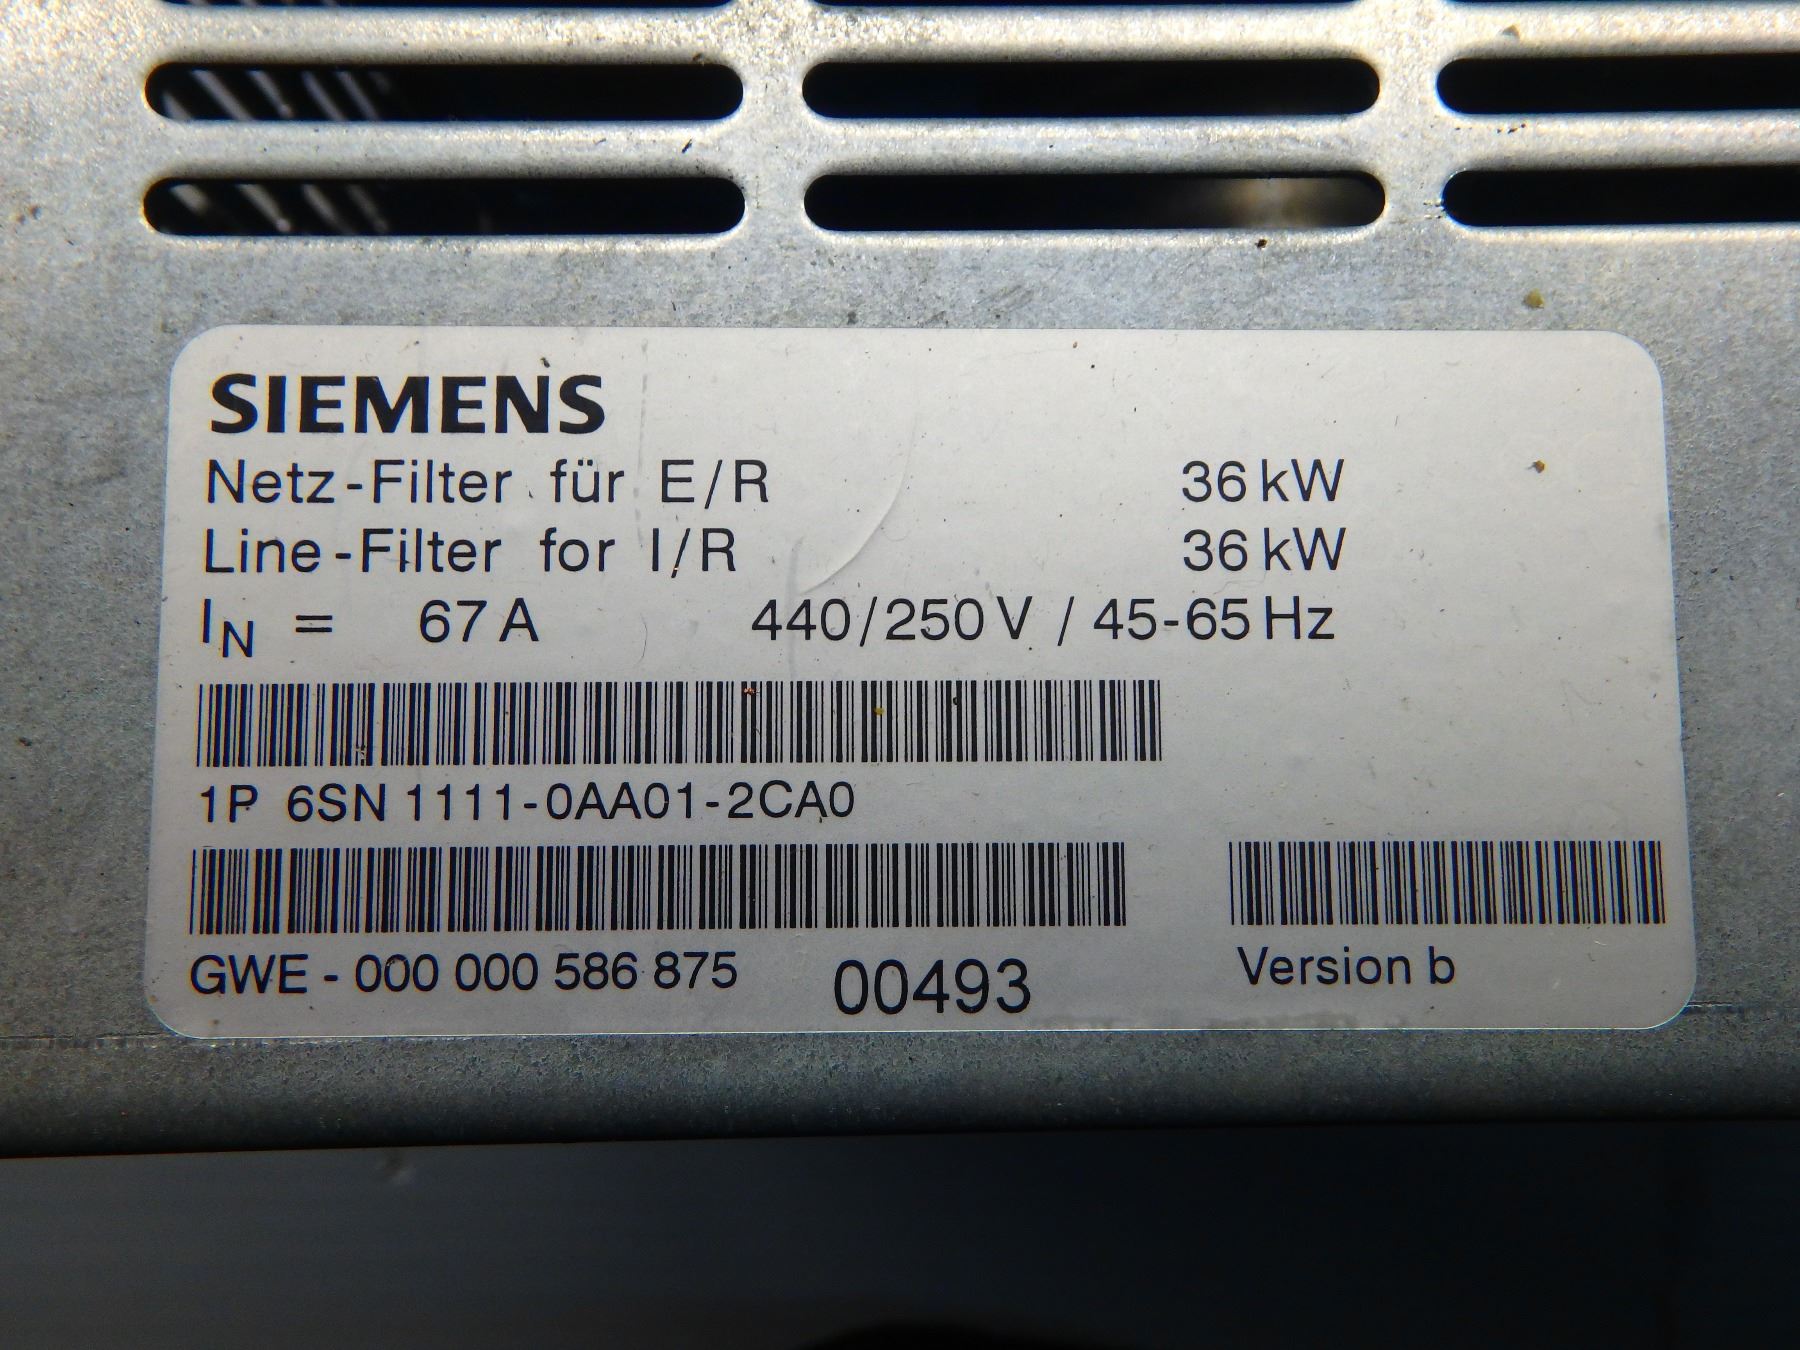 SIEMENS
Netz-Filter für E/R 36 kW
Line-Filter for I/R 36 kW
IN = 67 A 440/250 V / 45-65 Hz
1P 6SN 1111-0AA01-2CA0
GWE - 000 000 586 875 00493 Version b